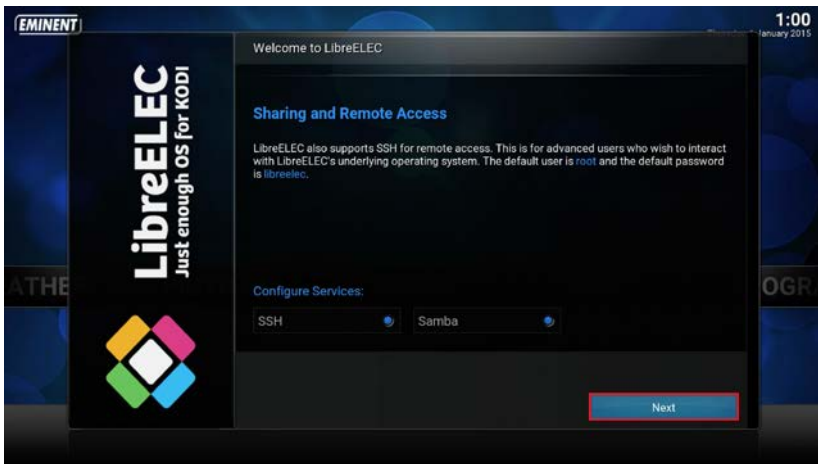 EMINENT
1:00
January 2015
Welcome to LibreELEC
LibreELEC
Just enough OS for KODI
Sharing and Remote Access
LibreELEC also supports SSH for remote access. This is for advanced users who wish to interact
with LibreELEC's underlying operating system. The default user is root and the default password
is libreelec.
ATHE
OGR
Configure Services:
SSH
Samba
Next